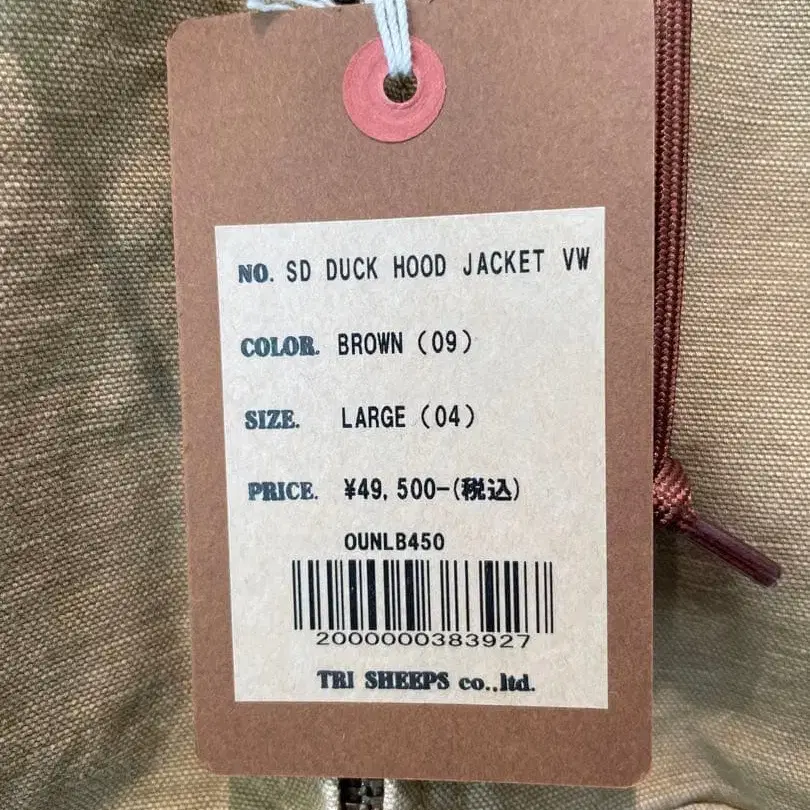 NO. SD DUCK HOOD JACKET VW
COLOR. BROWN (09)
SIZE. LARGE (04)
PRICE. ¥49,500-(税込)
OUNLB450
2000000383927
TRI SHEEPS co.,ltd.